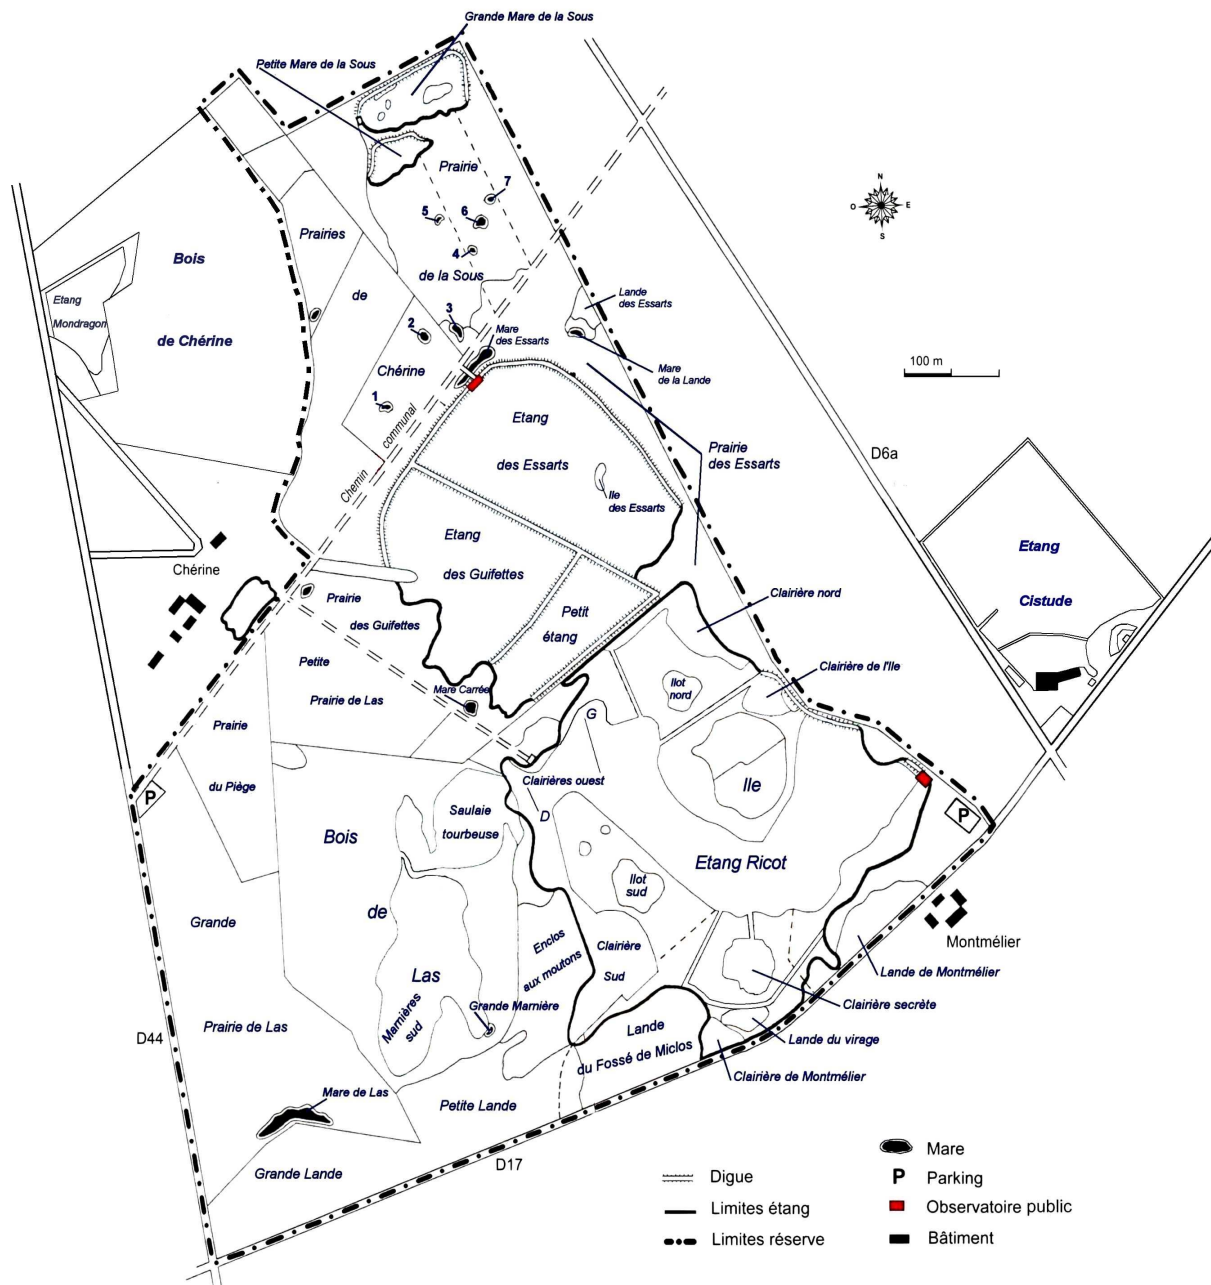 Grande Mare de la Sous
Petite Mare de la Sous
Prairie
7
5
6
4
de la Sous
N
O
E
S
Prairies
de
Chérine
Bois
de Chérine
Etang
Mondragon
Lande
des Essarts
3
2
1
Mare
des Essarts
Mare
de la Lande
100 m
Chemin
communal
Etang
des Essarts
Ile
des Essarts
Prairie
des Essarts
D6a
Etang
Cistude
Chérine
Etang
des Guifettes
Petit
étang
Prairie
des Guifettes
Clairière nord
Clairière de l'Ile
Petite
Prairie de Las
Mare Carrée
Ilot
nord
G
Prairie
du Piège
P
Clairières ouest
D
Ile
P
Bois
de
Las
Saulaie
tourbeuse
Etang Ricot
Ilot
sud
Grande
Prairie de Las
Enclos
aux moutons
Clairière
Sud
Montmélier
Lande de Montmélier
Clairière secrète
Marnières
sud
Grande Marnière
Lande
du Fossé de Miclos
Lande du virage
Clairière de Montmélier
D44
Mare de Las
Petite Lande
Grande Lande
D17
Digue
Limites étang
Limites réserve
Mare
P
Parking
Observatoire public
Bâtiment